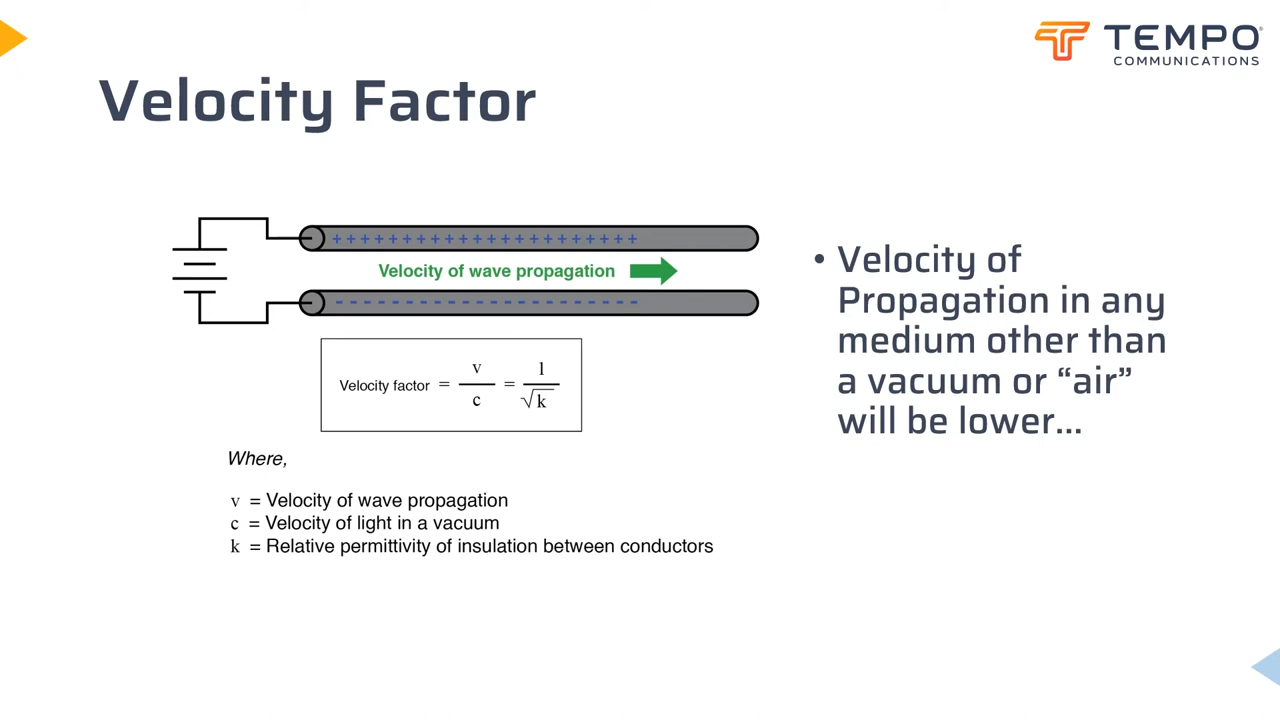 TEMPO
COMMUNICATIONS
Velocity Factor
+ + + + + + + + + + + + + + + + + + + + + +
Velocity of wave propagation
- - - - - - - - - - - - - - - - - - - - - -
Velocity factor = v/c = 1/√k
Where,
v = Velocity of wave propagation
c = Velocity of light in a vacuum
k = Relative permittivity of insulation between conductors
• Velocity of
Propagation in any
medium other than
a vacuum or “air”
will be lower...